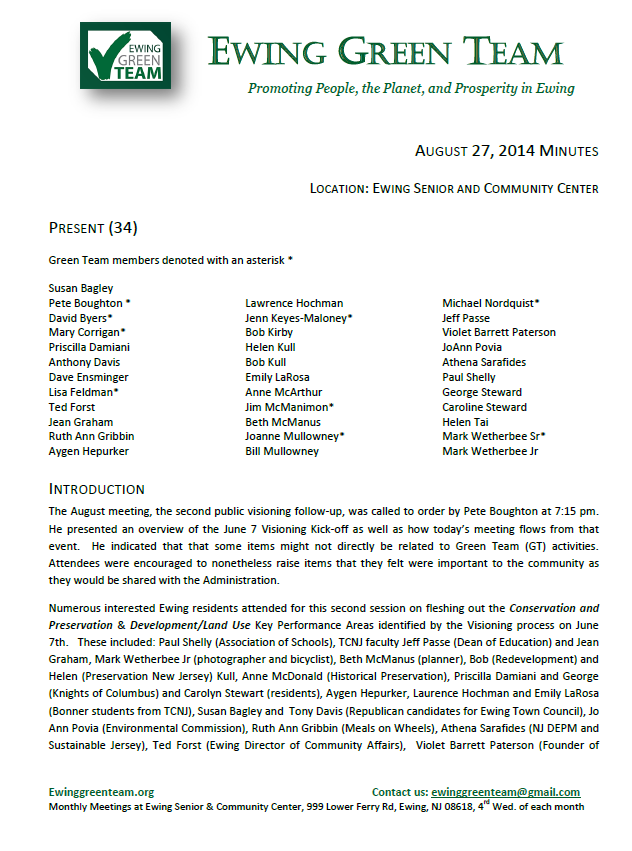 EWING
GREEN
TEAM
EWING GREEN TEAM
Promoting People, the Planet, and Prosperity in Ewing
AUGUST 27, 2014 MINUTES
LOCATION: EWING SENIOR AND COMMUNITY CENTER
PRESENT (34)
Green Team members denoted with an asterisk *
Susan Bagley
Pete Boughton *
David Byers*
Mary Corrigan*
Priscilla Damiani
Anthony Davis
Dave Ensminger
Lisa Feldman*
Ted Forst
Jean Graham
Ruth Ann Gribbin
Aygen Hepurker
Lawrence Hochman
Jenn Keyes-Maloney*
Bob Kirby
Helen Kull
Bob Kull
Emily LaRosa
Anne McArthur
Jim McManimon*
Beth McManus
Joanne Mullowney*
Bill Mullowney
Michael Nordquist*
Jeff Passe
Violet Barrett Paterson
JoAnn Povia
Athena Sarafides
Paul Shelly
George Steward
Caroline Steward
Helen Tai
Mark Wetherbee Sr*
Mark Wetherbee Jr
INTRODUCTION
The August meeting, the second public visioning follow-up, was called to order by Pete Boughton at 7:15 pm.
He presented an overview of the June 7 Visioning Kick-off as well as how today's meeting flows from that
event. He indicated that that some items might not directly be related to Green Team (GT) activities.
Attendees were encouraged to nonetheless raise items that they felt were important to the community as
they would be shared with the Administration.
Numerous interested Ewing residents attended for this second session on fleshing out the Conservation and
Preservation & Development/Land Use Key Performance Areas identified by the Visioning process on June
7th. These included: Paul Shelly (Association of Schools), TCNJ faculty Jeff Passe (Dean of Education) and Jean
Graham, Mark Wetherbee Jr (photographer and bicyclist), Beth McManus (planner), Bob (Redevelopment) and
Helen (Preservation New Jersey) Kull, Anne McDonald (Historical Preservation), Priscilla Damiani and George
(Knights of Columbus) and Carolyn Stewart (residents), Aygen Hepurker, Laurence Hochman and Emily LaRosa
(Bonner students from TCNJ), Susan Bagley and Tony Davis (Republican candidates for Ewing Town Council), Jo
Ann Povia (Environmental Commission), Ruth Ann Gribbin (Meals on Wheels), Athena Sarafides (NJ DEPM and
Sustainable Jersey), Ted Forst (Ewing Director of Community Affairs), Violet Barrett Paterson (Founder of
Ewinggreenteam.org Contact us: ewinggreenteam@gmail.com
Monthly Meetings at Ewing Senior & Community Center, 999 Lower Ferry Rd, Ewing, NJ 08618, 4rd Wed. of each month